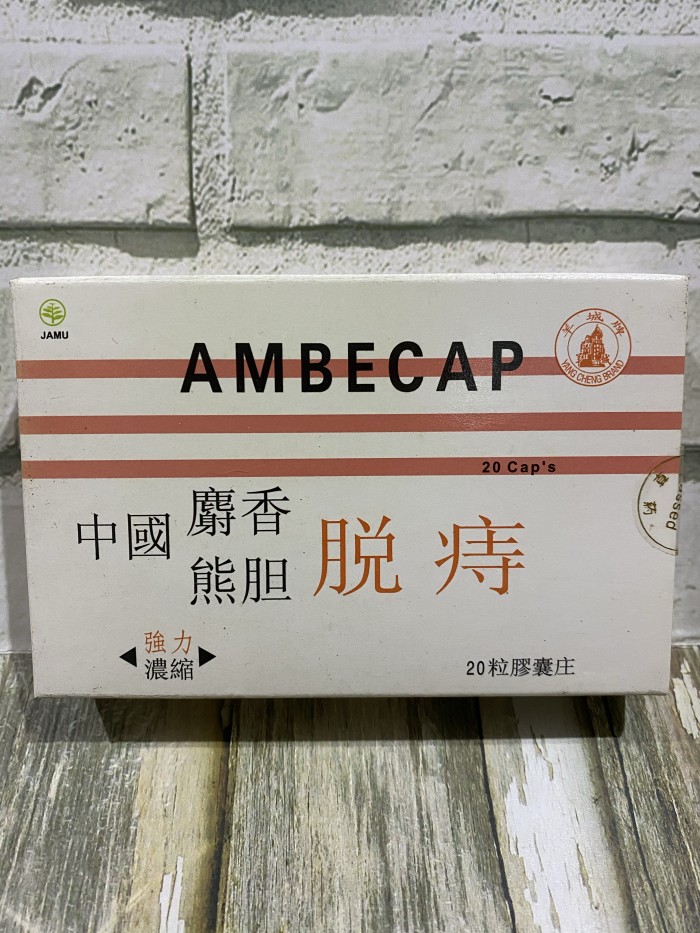 JAMU
AMBECAP
羊城牌
YANG CHENG BRAND
20 Cap's
中國 麝香
熊胆
脱痔
強力
濃縮
20粒膠囊庄